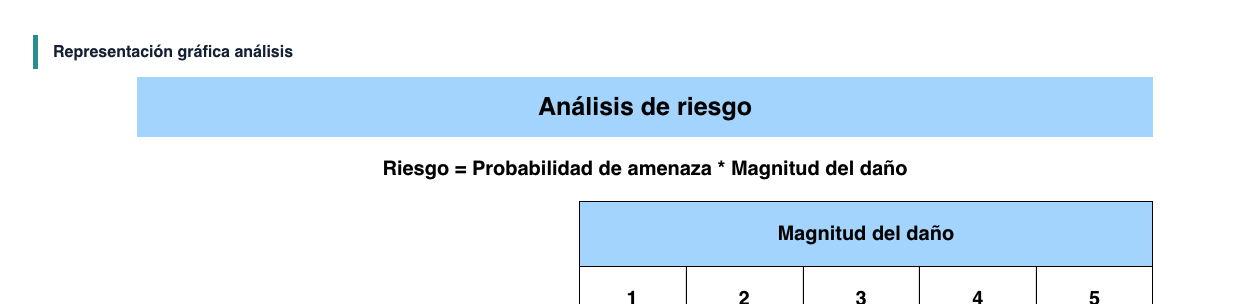 Representación gráfica análisis
Análisis de riesgo
Riesgo = Probabilidad de amenaza * Magnitud del daño
Magnitud del daño
1 2 3 4 5